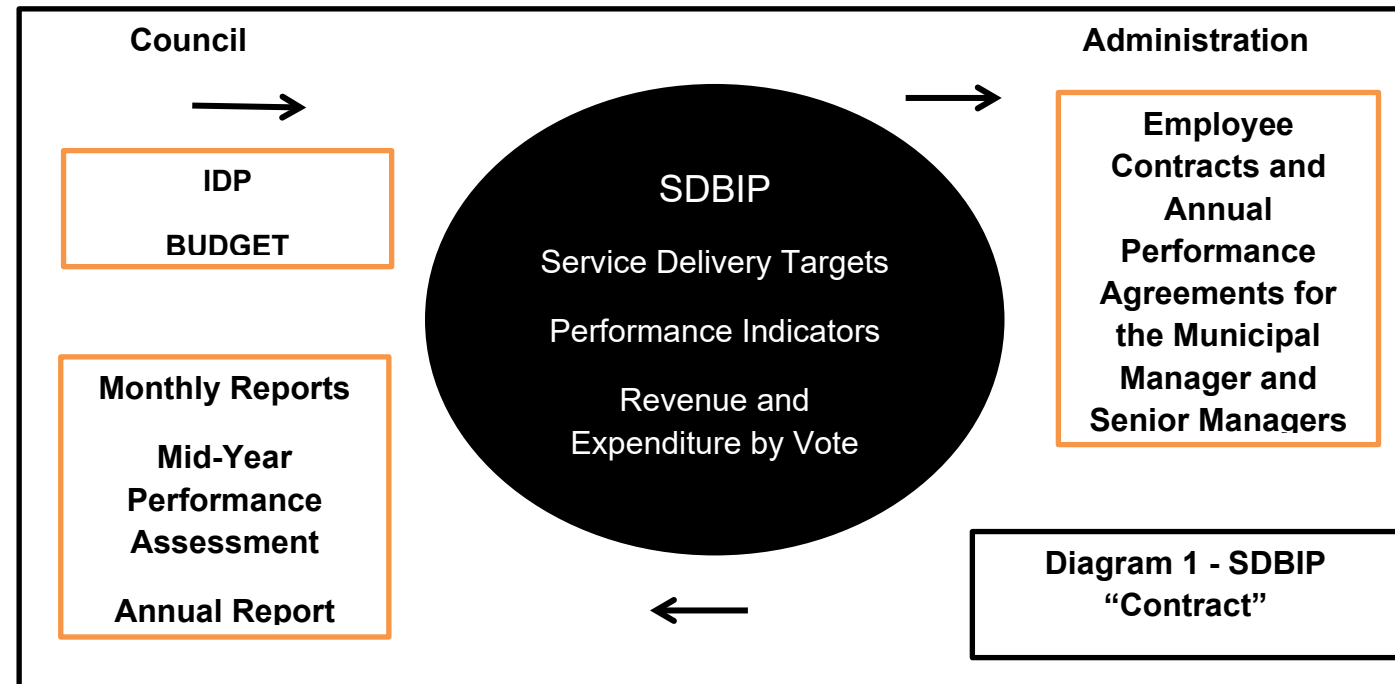 Council
Administration
IDP
BUDGET
SDBIP
Service Delivery Targets
Performance Indicators
Revenue and
Expenditure by Vote
Employee
Contracts and
Annual
Performance
Agreements for
the Municipal
Manager and
Senior Managers
Monthly Reports
Mid-Year
Performance
Assessment
Annual Report
Diagram 1 - SDBIP
“Contract”